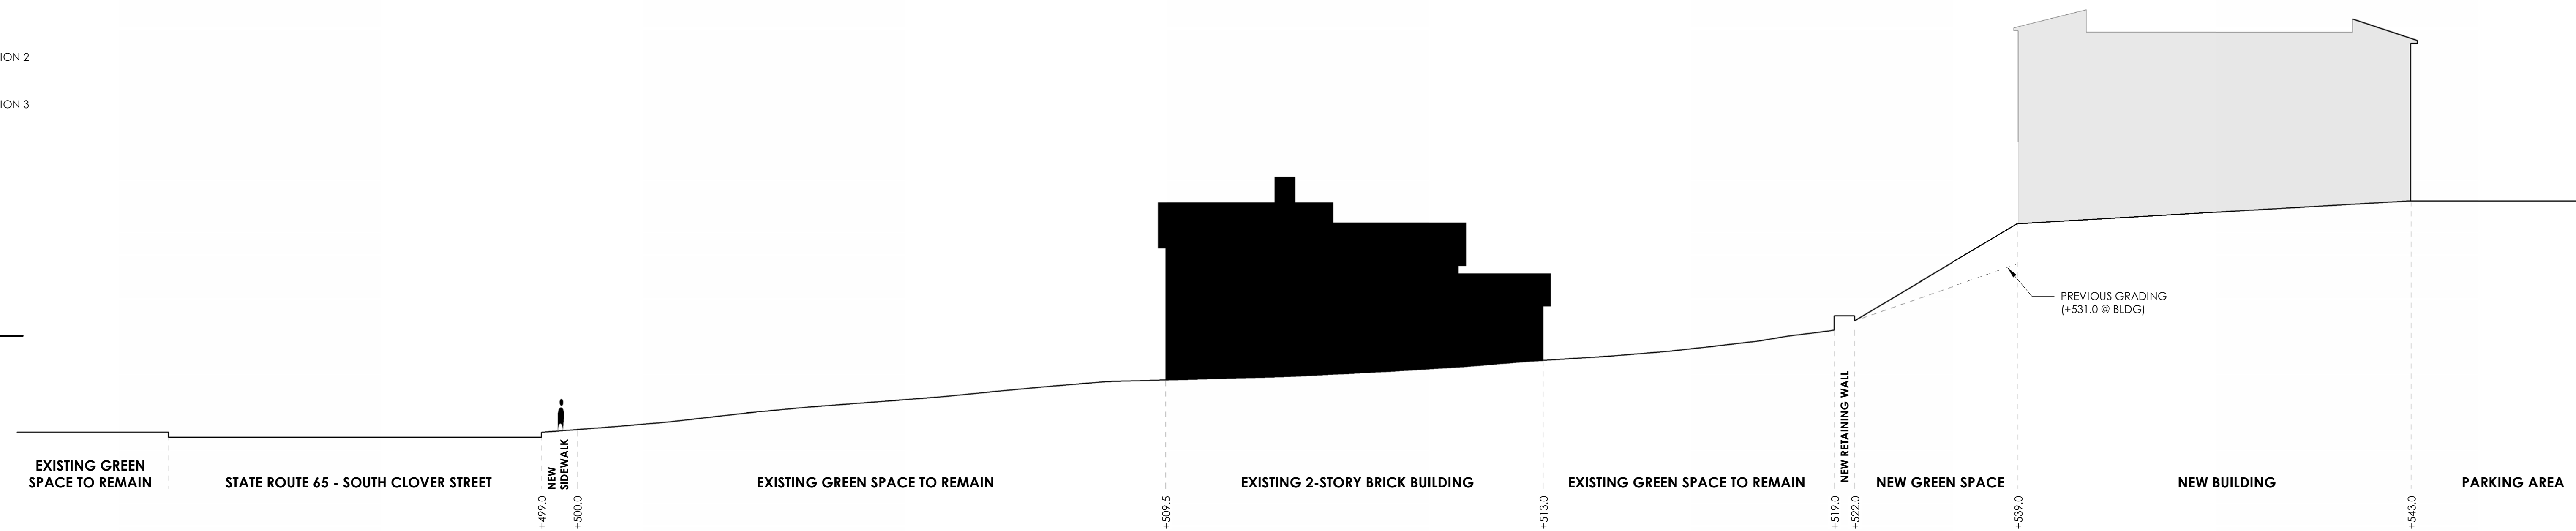 ION 2
ION 3
PREVIOUS GRADING
(+531.0 @ BLDG)
EXISTING GREEN
SPACE TO REMAIN
STATE ROUTE 65 - SOUTH CLOVER STREET
NEW
SIDEWALK
EXISTING GREEN SPACE TO REMAIN
EXISTING 2-STORY BRICK BUILDING
EXISTING GREEN SPACE TO REMAIN
NEW RETAINING WALL
NEW GREEN SPACE
NEW BUILDING
PARKING AREA
+499.0
+500.0
+509.5
+513.0
+519.0
+522.0
+539.0
+543.0